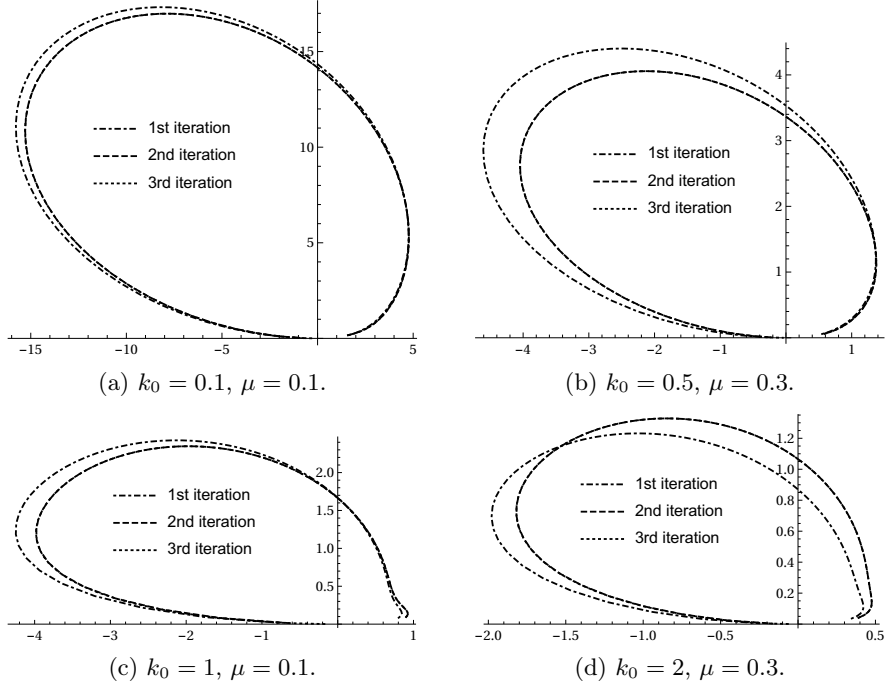 1st iteration
2nd iteration
3rd iteration
15
10
5
−15
−10
−5
5
(a) k₀ = 0.1, μ = 0.1.
1st iteration
2nd iteration
3rd iteration
4
3
2
1
−4
−3
−2
−1
1
(b) k₀ = 0.5, μ = 0.3.
1st iteration
2nd iteration
3rd iteration
2.0
1.5
1.0
0.5
−4
−3
−2
−1
1
(c) k₀ = 1, μ = 0.1.
1st iteration
2nd iteration
3rd iteration
1.2
1.0
0.8
0.6
0.4
0.2
−2.0
−1.5
−1.0
−0.5
0.5
(d) k₀ = 2, μ = 0.3.